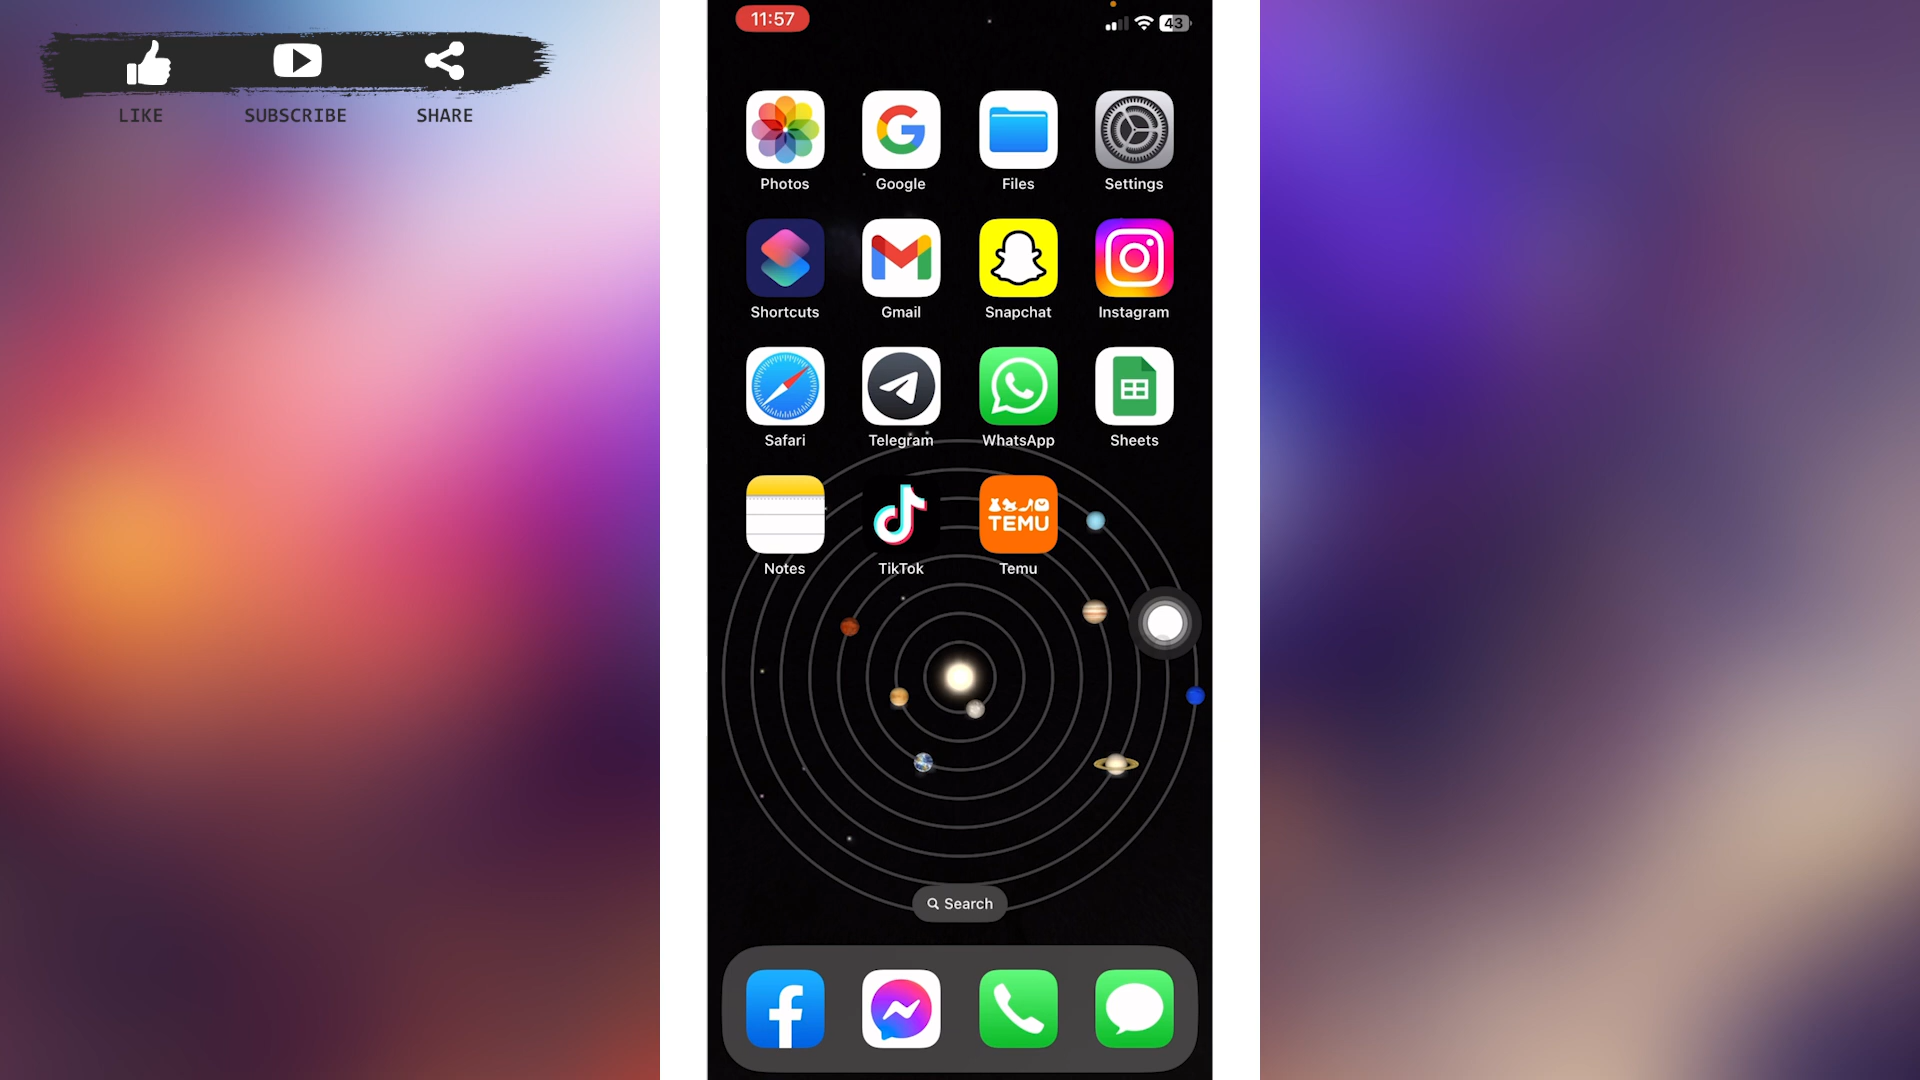 LIKE SUBSCRIBE SHARE
11:57
43
Photos Google Files Settings
Shortcuts Gmail Snapchat Instagram
Safari Telegram WhatsApp Sheets
TEMU
Notes TikTok Temu
Search